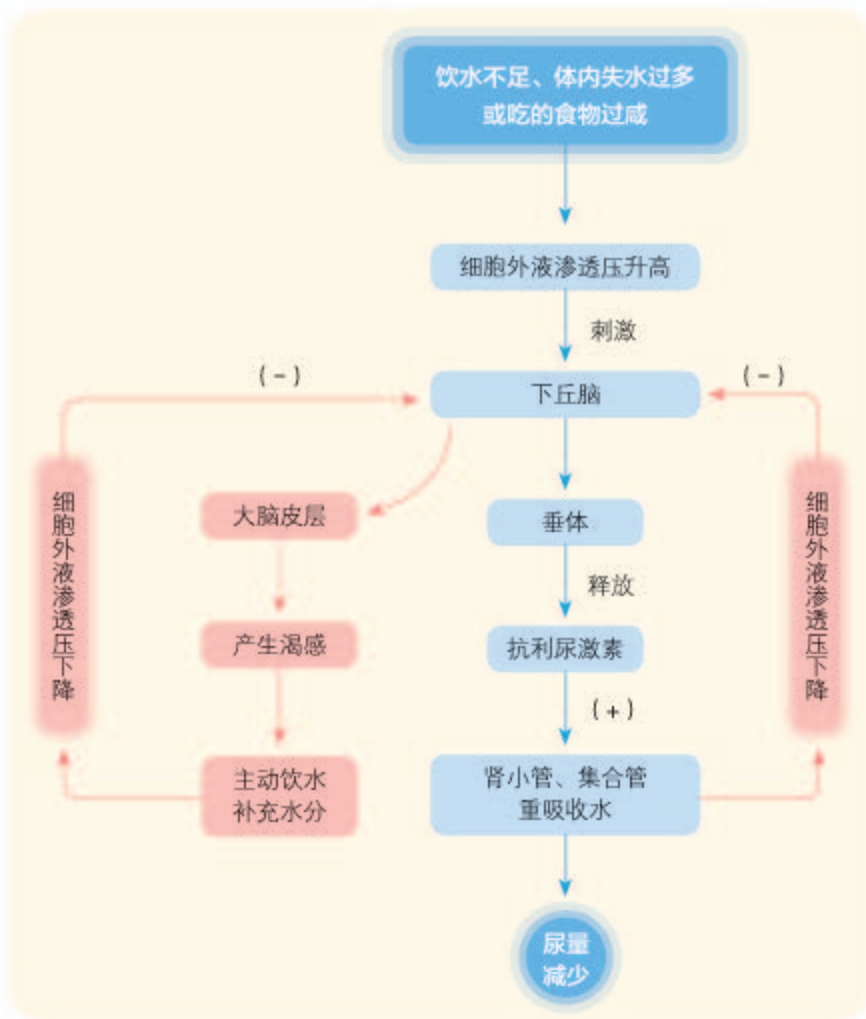 饮水不足、体内失水过多
或吃的食物过咸
细胞外液渗透压升高
刺激
(-)
下丘脑
(-)
大脑皮层
垂体
释放
产生渴感
抗利尿激素
(+)
细胞外液渗透压下降
细胞外液渗透压下降
主动饮水
补充水分
肾小管、集合管
重吸收水
尿量
减少